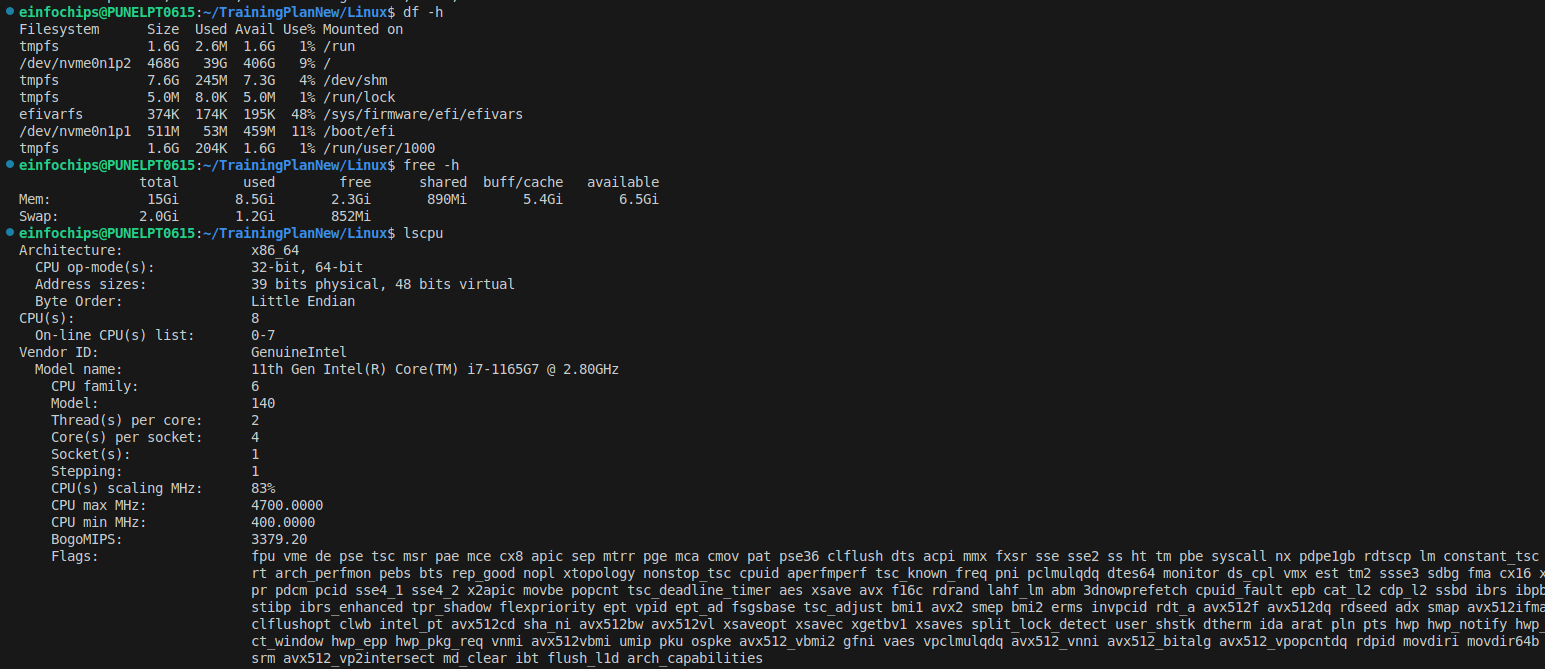 einfochips@PUNELPT0615:~/TrainingPlanNew/Linux$ df -h
Filesystem      Size  Used Avail Use% Mounted on
tmpfs           1.6G  2.6M  1.6G   1% /run
/dev/nvme0n1p2  468G   39G  406G   9% /
tmpfs           7.6G  245M  7.3G   4% /dev/shm
tmpfs           5.0M  8.0K  5.0M   1% /run/lock
efivarfs        374K  174K  195K  48% /sys/firmware/efi/efivars
/dev/nvme0n1p1  511M   53M  459M  11% /boot/efi
tmpfs           1.6G  204K  1.6G   1% /run/user/1000
einfochips@PUNELPT0615:~/TrainingPlanNew/Linux$ free -h
               total        used        free      shared  buff/cache   available
Mem:            15Gi       8.5Gi       2.3Gi       890Mi       5.4Gi       6.5Gi
Swap:          2.0Gi       1.2Gi       852Mi
einfochips@PUNELPT0615:~/TrainingPlanNew/Linux$ lscpu
Architecture:                x86_64
  CPU op-mode(s):            32-bit, 64-bit
  Address sizes:             39 bits physical, 48 bits virtual
  Byte Order:                Little Endian
CPU(s):                      8
  On-line CPU(s) list:       0-7
Vendor ID:                   GenuineIntel
  Model name:                11th Gen Intel(R) Core(TM) i7-1165G7 @ 2.80GHz
    CPU family:              6
    Model:                   140
    Thread(s) per core:      2
    Core(s) per socket:      4
    Socket(s):               1
    Stepping:                1
    CPU(s) scaling MHz:      83%
    CPU max MHz:             4700.0000
    CPU min MHz:             400.0000
    BogoMIPS:                3379.20
    Flags:                   fpu vme de pse tsc msr pae mce cx8 apic sep mtrr pge mca cmov pat pse36 clflush dts acpi mmx fxsr sse sse2 ss ht tm pbe syscall nx pdpe1gb rdtscp lm constant_tsc
                             rt arch_perfmon pebs bts rep_good nopl xtopology nonstop_tsc cpuid aperfmperf tsc_known_freq pni pclmulqdq dtes64 monitor ds_cpl vmx est tm2 ssse3 sdbg fma cx16 x
                             pr pdcm pcid sse4_1 sse4_2 x2apic movbe popcnt tsc_deadline_timer aes xsave avx f16c rdrand lahf_lm abm 3dnowprefetch cpuid_fault epb cat_l2 cdp_l2 ssbd ibrs ibpb
                             stibp ibrs_enhanced tpr_shadow flexpriority ept vpid ept_ad fsgsbase tsc_adjust bmi1 avx2 smep bmi2 erms invpcid rdt_a avx512f avx512dq rdseed adx smap avx512ifma
                             clflushopt clwb intel_pt avx512cd sha_ni avx512bw avx512vl xsaveopt xsavec xgetbv1 xsaves split_lock_detect user_shstk dtherm ida arat pln pts hwp hwp_notify hwp_
                             ct_window hwp_epp hwp_pkg_req vnmi avx512vbmi umip pku ospke avx512_vbmi2 gfni vaes vpclmulqdq avx512_vnni avx512_bitalg avx512_vpopcntdq rdpid movdiri movdir64b
                             srm avx512_vp2intersect md_clear ibt flush_l1d arch_capabilities